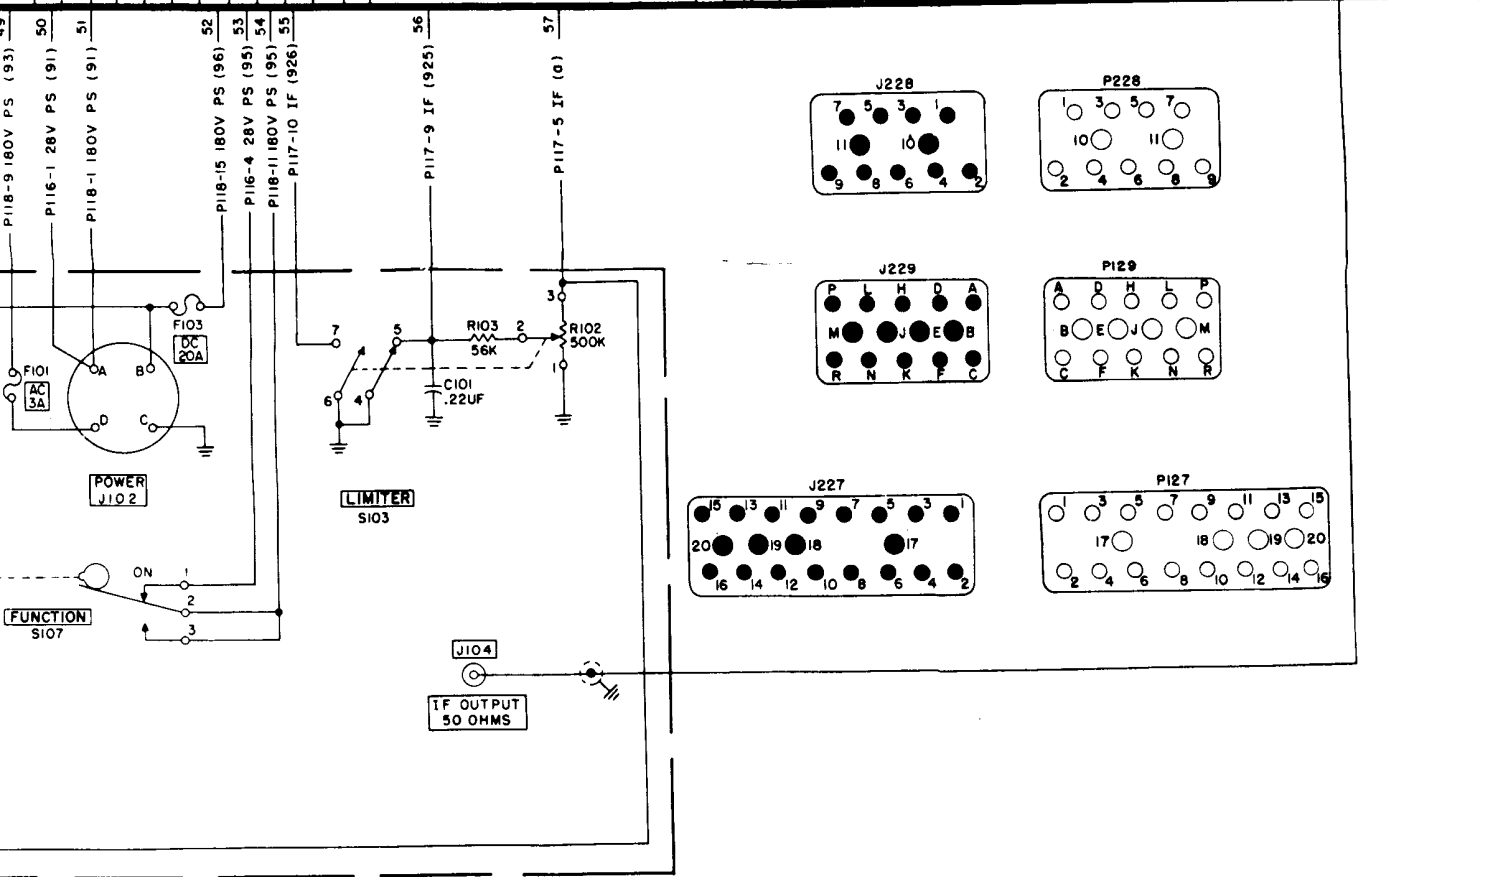 49 50 51 52 53 54 55 56 57
P118-9 180V PS (93)
P116-1 28V PS (91)
P118-1 180V PS (91)
P118-15 180V PS (96)
P116-4 28V PS (95)
P118-11 180V PS (95)
P117-10 IF (926)
P117-9 IF (925)
P117-5 IF (a)
F103
DC
20A
F101
AC
3A
A B
D C
POWER
J102
7 5
6 4
R103
56K
2
3
R102
500K
1
C101
.22UF
LIMITER
S103
ON
1
2
3
FUNCTION
S107
J104
IF OUTPUT
50 OHMS
J228
7 5 3 1
11 10
9 8 6 4 2
P228
1 3 5 7
10 11
2 4 6 8 9
J229
P L H D A
M J E B
R N K F C
P129
A D H L P
B E J M
C F K N R
J227
15 13 11 9 7 5 3 1
20 19 18 17
16 14 12 10 8 6 4 2
P127
1 3 5 7 9 11 13 15
17 18 19 20
2 4 6 8 10 12 14 16